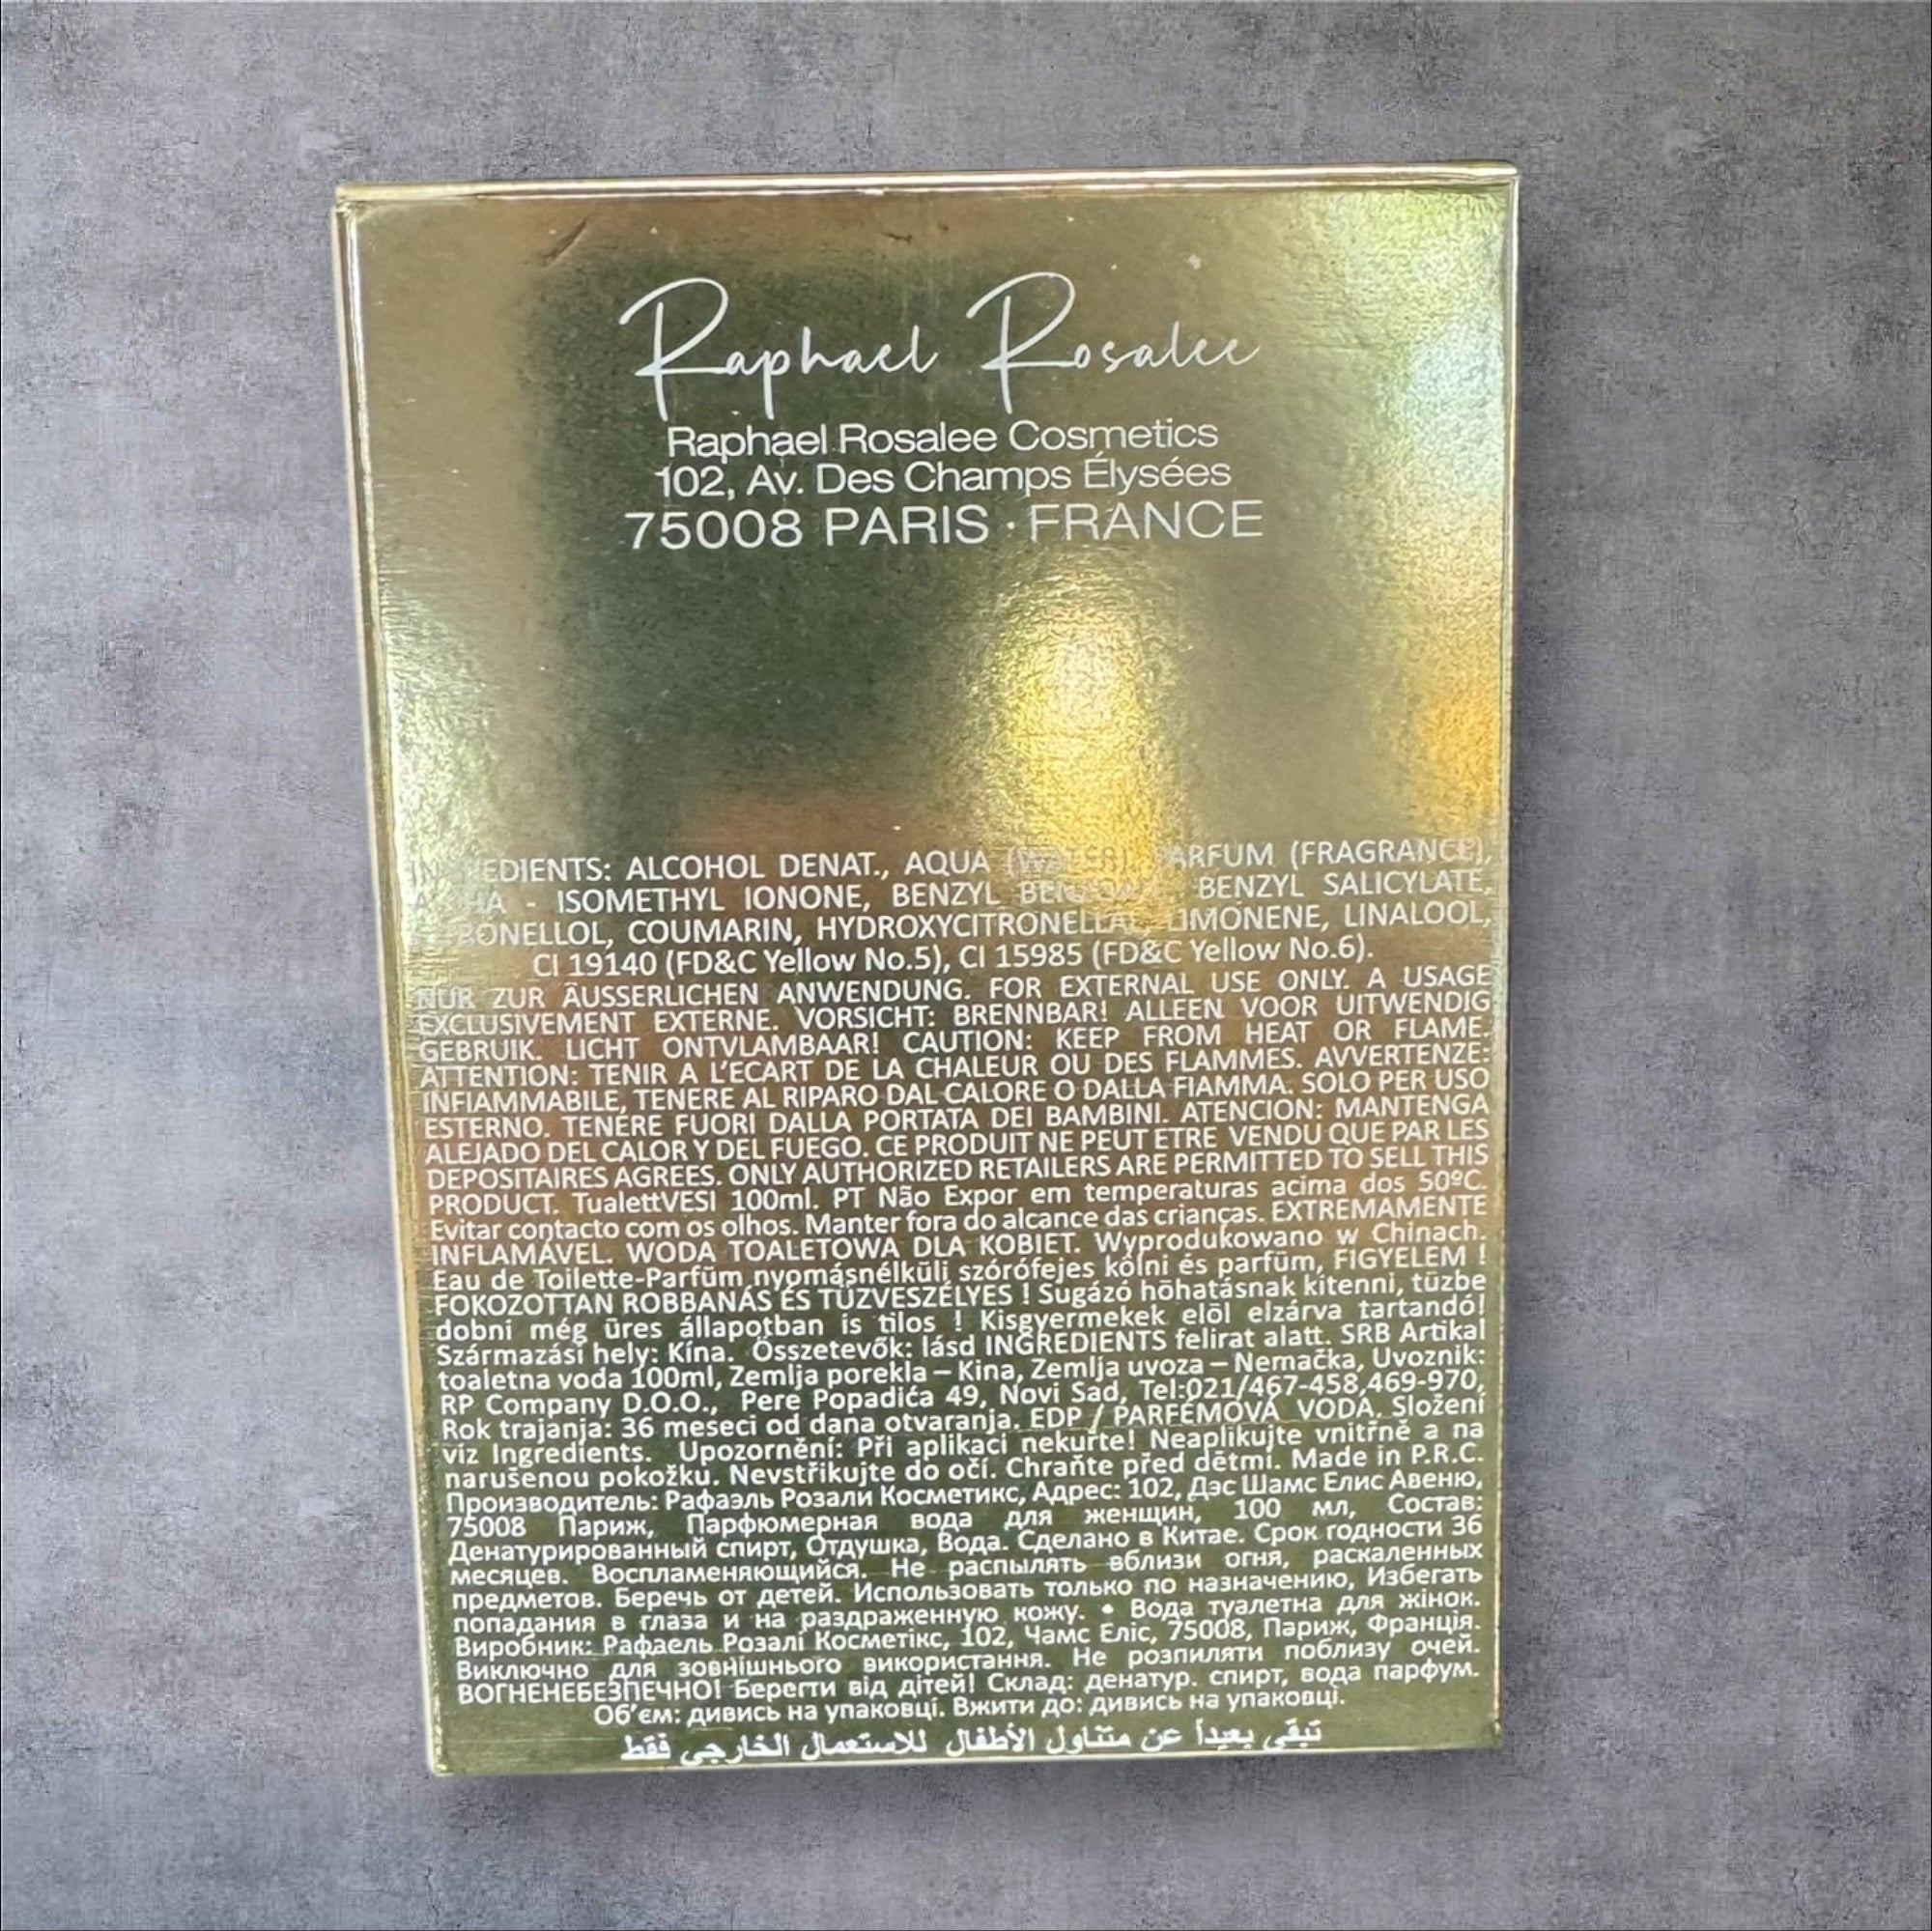 Raphael Rosalee
Raphael Rosalee Cosmetics
102, Av. Des Champs Élysées
75008 PARIS · FRANCE
INGREDIENTS: ALCOHOL DENAT., AQUA (WATER), PARFUM (FRAGRANCE),
ALPHA - ISOMETHYL IONONE, BENZYL BENZOATE, BENZYL SALICYLATE,
CITRONELLOL, COUMARIN, HYDROXYCITRONELLAL, LIMONENE, LINALOOL,
CI 19140 (FD&C Yellow No.5), CI 15985 (FD&C Yellow No.6).
NUR ZUR ÄUSSERLICHEN ANWENDUNG. FOR EXTERNAL USE ONLY. A USAGE
EXCLUSIVEMENT EXTERNE. VORSICHT: BRENNBAR! ALLEEN VOOR UITWENDIG
GEBRUIK. LICHT ONTVLAMBAAR! CAUTION: KEEP FROM HEAT OR FLAME.
ATTENTION: TENIR A L'ECART DE LA CHALEUR OU DES FLAMMES. AVVERTENZE:
INFIAMMABILE, TENERE AL RIPARO DAL CALORE O DALLA FIAMMA. SOLO PER USO
ESTERNO. TENERE FUORI DALLA PORTATA DEI BAMBINI. ATENCION: MANTENGA
ALEJADO DEL CALOR Y DEL FUEGO. CE PRODUIT NE PEUT ETRE VENDU QUE PAR LES
DEPOSITAIRES AGREES. ONLY AUTHORIZED RETAILERS ARE PERMITTED TO SELL THIS
PRODUCT. TualettVESI 100ml. PT Não Expor em temperaturas acima dos 50ºC.
Evitar contacto com os olhos. Manter fora do alcance das crianças. EXTREMAMENTE
INFLAMÁVEL. WODA TOALETOWA DLA KOBIET. Wyprodukowano w Chinach.
Eau de Toilette-Parfüm nyomásnélküli szórófejes kölni és parfüm, FIGYELEM !
FOKOZOTTAN ROBBANÁS ÉS TÜZVESZÉLYES ! Sugázó hōhatásnak kitenni, tüzbe
dobni még üres állapotban is tilos ! Kisgyermekek elöl elzárva tartandó!
Származási hely: Kína. Összetevők: lásd INGREDIENTS felirat alatt. SRB Artikal
toaletna voda 100ml, Zemlja porekla – Kina, Zemlja uvoza – Nemačka, Uvoznik:
RP Company D.O.O., Pere Popadića 49, Novi Sad, Tel:021/467-458,469-970,
Rok trajanja: 36 meseci od dana otvaranja. EDP / PARFÉMOVÁ VODA. Složení
viz Ingredients. Upozornění: Při aplikaci nekuřte! Neaplikujte vnitřně a na
narušenou pokožku. Nevstřikujte do očí. Chraňte před dětmi. Made in P.R.C.
Производитель: Рафаэль Розали Косметикс, Адрес: 102, Дэс Шамс Елис Авеню,
75008 Париж, Парфюмерная вода для женщин, 100 мл, Состав:
Денатурированный спирт, Отдушка, Вода. Сделано в Китае. Срок годности 36
месяцев. Воспламеняющийся. Не распылять вблизи огня, раскаленных
предметов. Беречь от детей. Использовать только по назначению, Избегать
попадания в глаза и на раздраженную кожу. • Вода туалетна для жінок.
Виробник: Рафаель Розалі Косметікс, 102, Чамс Еліс, 75008, Париж, Франція.
Виключно для зовнішнього використання. Не розпиляти поблизу очей.
ВОГНЕНЕБЕЗПЕЧНО! Берегти від дітей! Склад: денатур. спирт, вода парфум.
Об'єм: дивись на упаковці. Вжити до: дивись на упаковці.
تبقى بعيداً عن متناول الأطفال للاستعمال الخارجي فقط